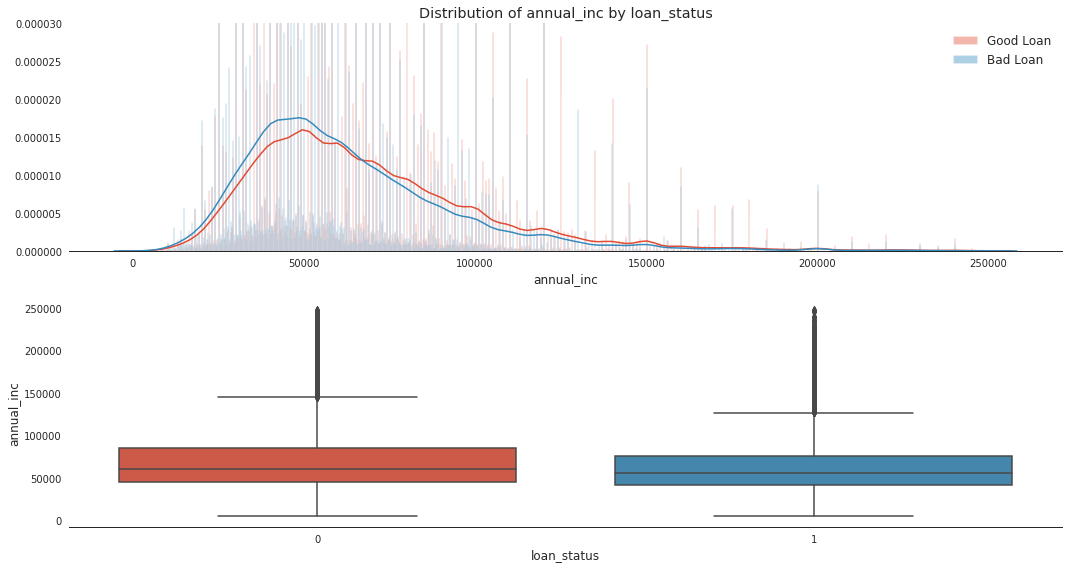 Distribution of annual_inc by loan_status
0.000030
0.000025
0.000020
0.000015
0.000010
0.000005
0.000000
Good Loan
Bad Loan
0 50000 100000 150000 200000 250000
annual_inc
250000
200000
150000
100000
50000
0
annual_inc
0 1
loan_status